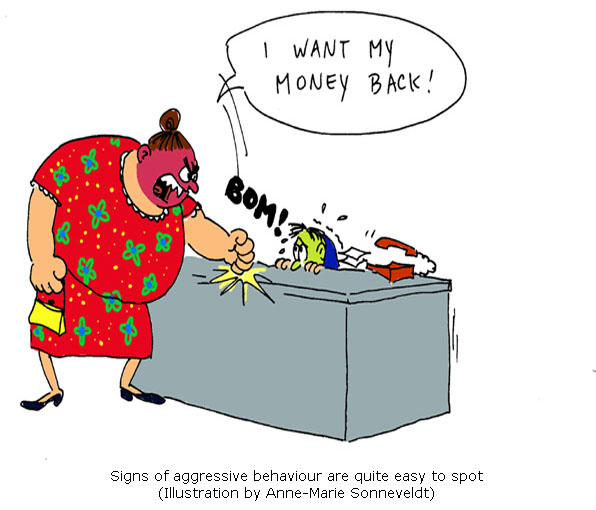 I WANT MY
MONEY BACK!
BOM!
Signs of aggressive behaviour are quite easy to spot
(Illustration by Anne-Marie Sonneveldt)